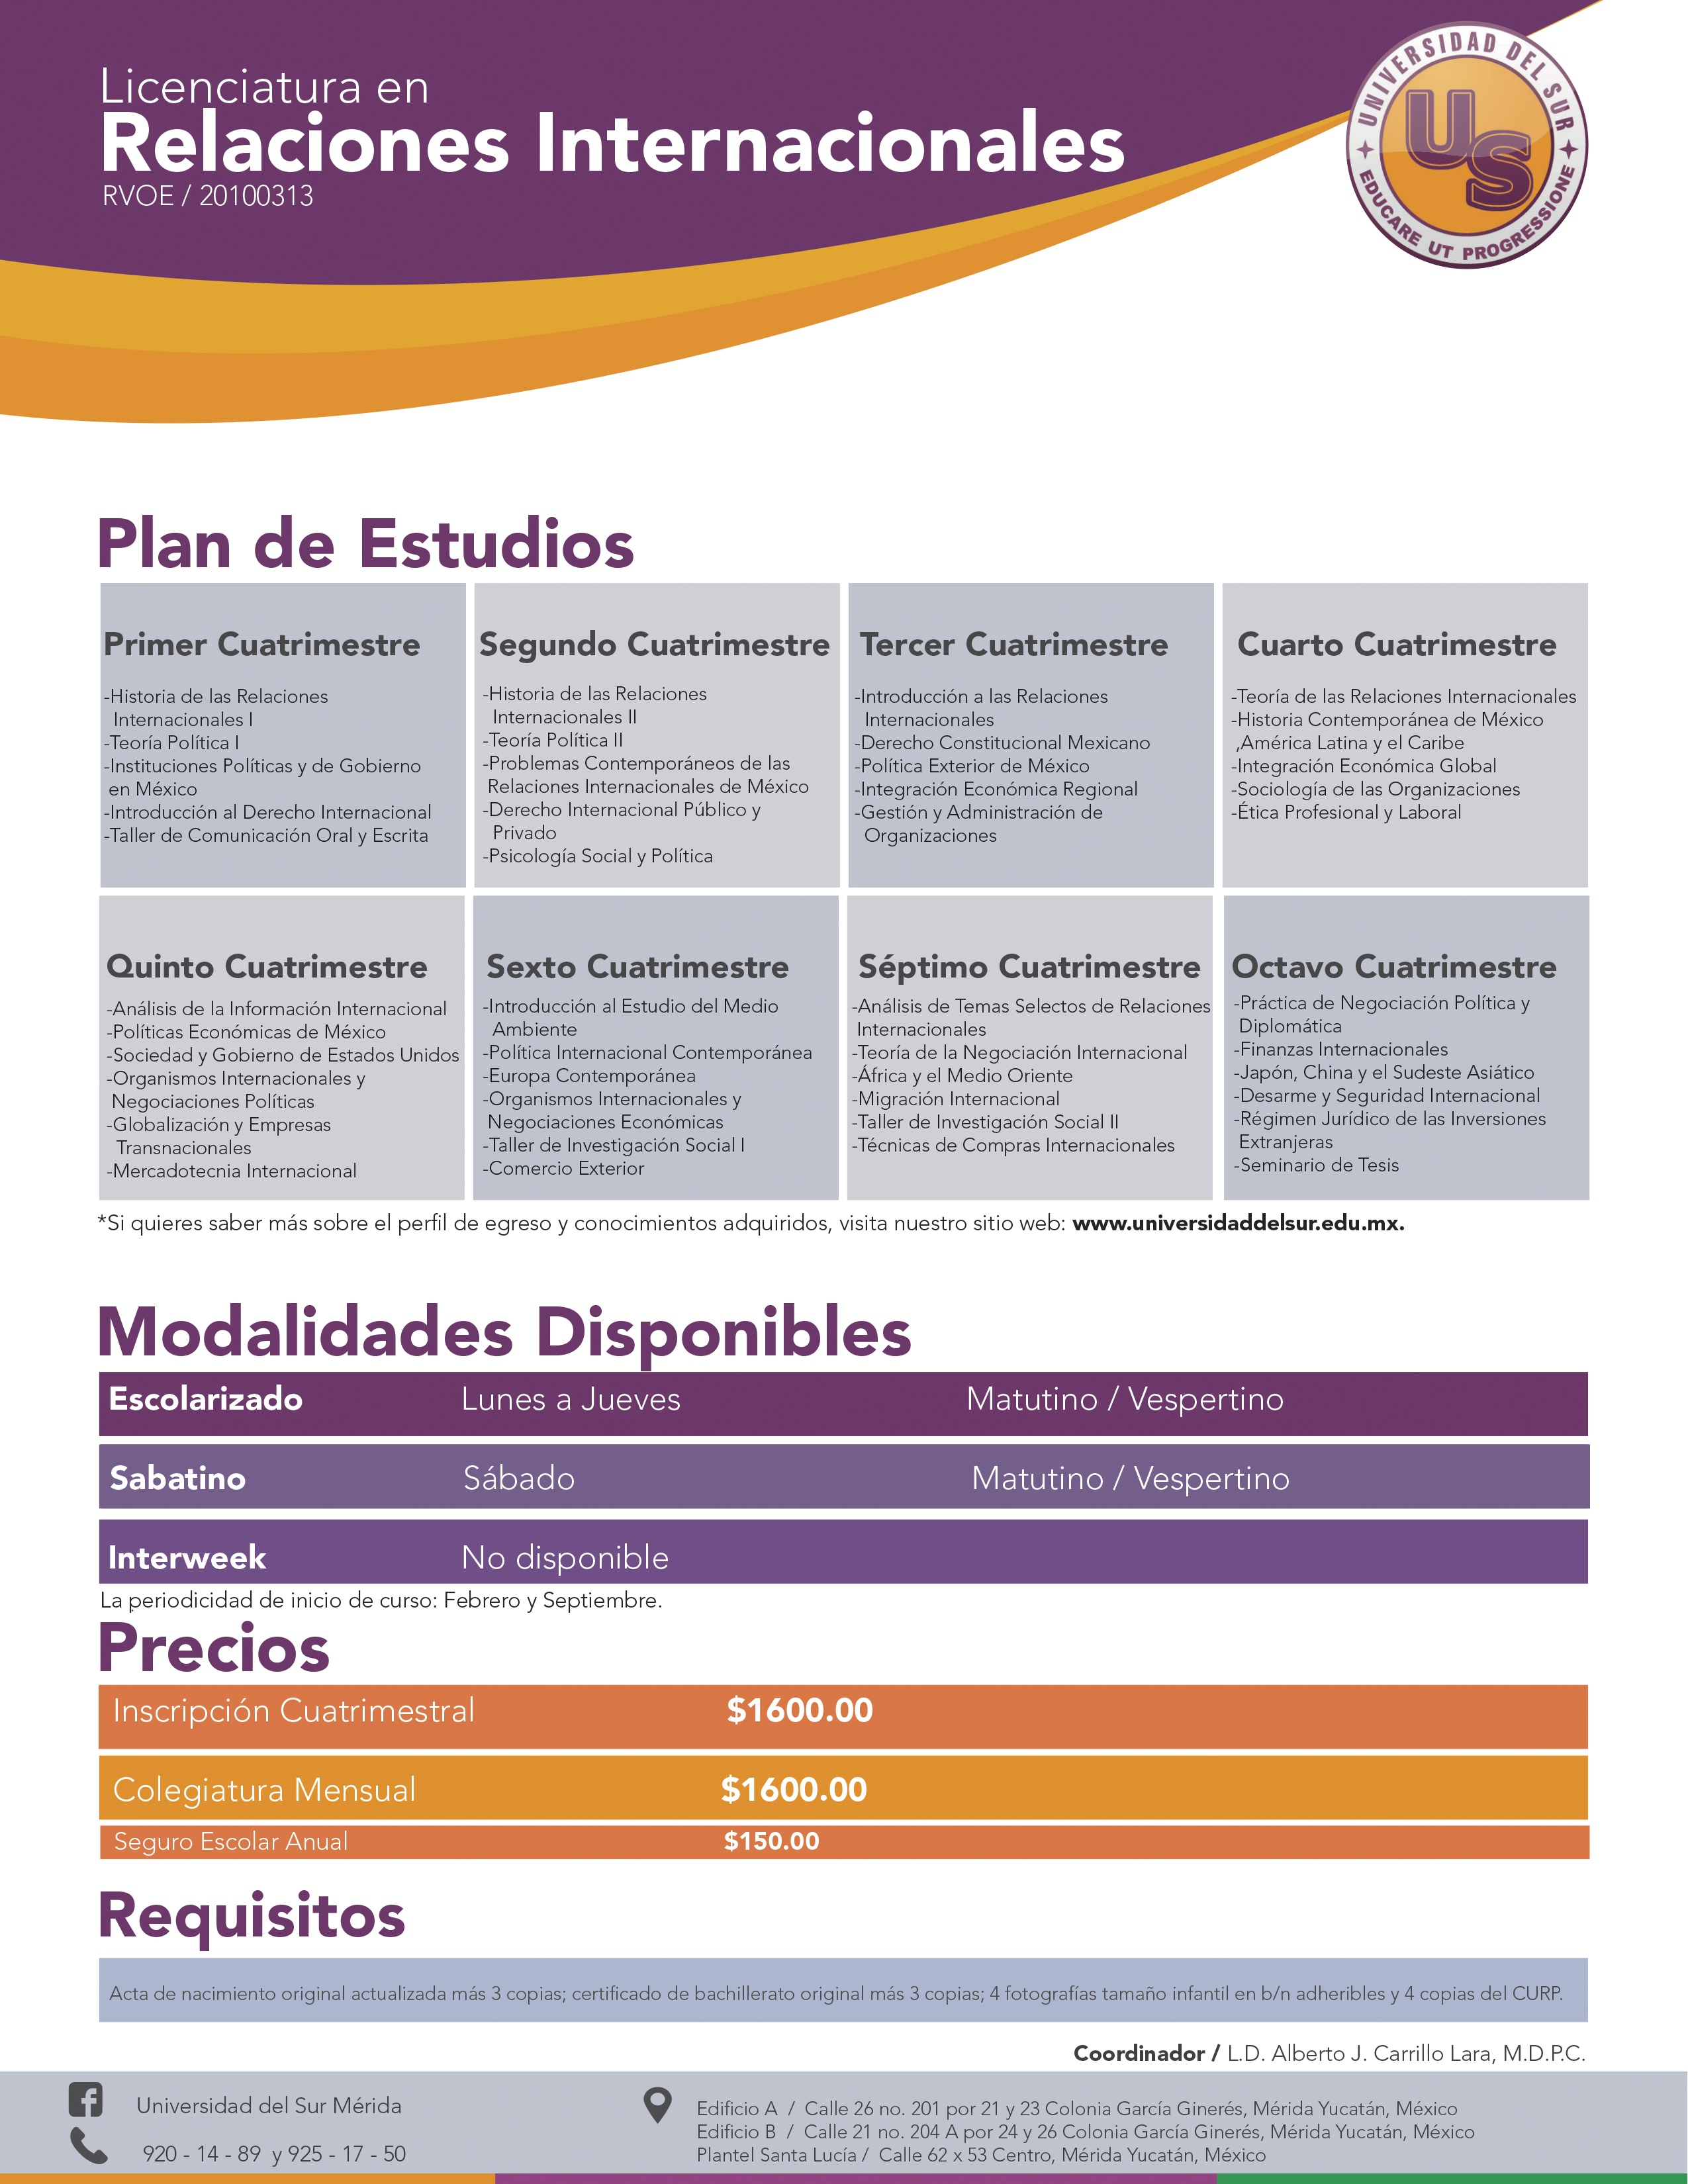 Licenciatura en
Relaciones Internacionales
RVOE / 20100313
UNIVERSIDAD DEL SUR
US
EDUCARE UT PROGRESSIONE
Plan de Estudios
Primer Cuatrimestre
-Historia de las Relaciones
Internacionales I
-Teoría Política I
-Instituciones Políticas y de Gobierno
en México
-Introducción al Derecho Internacional
-Taller de Comunicación Oral y Escrita
Segundo Cuatrimestre
-Historia de las Relaciones
Internacionales II
-Teoría Política II
-Problemas Contemporáneos de las
Relaciones Internacionales de México
-Derecho Internacional Público y
Privado
-Psicología Social y Política
Tercer Cuatrimestre
-Introducción a las Relaciones
Internacionales
-Derecho Constitucional Mexicano
-Política Exterior de México
-Integración Económica Regional
-Gestión y Administración de
Organizaciones
Cuarto Cuatrimestre
-Teoría de las Relaciones Internacionales
-Historia Contemporánea de México
,América Latina y el Caribe
-Integración Económica Global
-Sociología de las Organizaciones
-Ética Profesional y Laboral
Quinto Cuatrimestre
-Análisis de la Información Internacional
-Políticas Económicas de México
-Sociedad y Gobierno de Estados Unidos
-Organismos Internacionales y
Negociaciones Políticas
-Globalización y Empresas
Transnacionales
-Mercadotecnia Internacional
Sexto Cuatrimestre
-Introducción al Estudio del Medio
Ambiente
-Política Internacional Contemporánea
-Europa Contemporánea
-Organismos Internacionales y
Negociaciones Económicas
-Taller de Investigación Social I
-Comercio Exterior
Séptimo Cuatrimestre
-Análisis de Temas Selectos de Relaciones
Internacionales
-Teoría de la Negociación Internacional
-África y el Medio Oriente
-Migración Internacional
-Taller de Investigación Social II
-Técnicas de Compras Internacionales
Octavo Cuatrimestre
-Práctica de Negociación Política y
Diplomática
-Finanzas Internacionales
-Japón, China y el Sudeste Asiático
-Desarme y Seguridad Internacional
-Régimen Jurídico de las Inversiones
Extranjeras
-Seminario de Tesis
*Si quieres saber más sobre el perfil de egreso y conocimientos adquiridos, visita nuestro sitio web: www.universidaddelsur.edu.mx.
Modalidades Disponibles
Escolarizado Lunes a Jueves Matutino / Vespertino
Sabatino Sábado Matutino / Vespertino
Interweek No disponible
La periodicidad de inicio de curso: Febrero y Septiembre.
Precios
Inscripción Cuatrimestral $1600.00
Colegiatura Mensual $1600.00
Seguro Escolar Anual $150.00
Requisitos
Acta de nacimiento original actualizada más 3 copias; certificado de bachillerato original más 3 copias; 4 fotografías tamaño infantil en b/n adheribles y 4 copias del CURP.
Coordinador / L.D. Alberto J. Carrillo Lara, M.D.P.C.
Universidad del Sur Mérida
920 - 14 - 89 y 925 - 17 - 50
Edificio A / Calle 26 no. 201 por 21 y 23 Colonia García Ginerés, Mérida Yucatán, México
Edificio B / Calle 21 no. 204 A por 24 y 26 Colonia García Ginerés, Mérida Yucatán, México
Plantel Santa Lucía / Calle 62 x 53 Centro, Mérida Yucatán, México